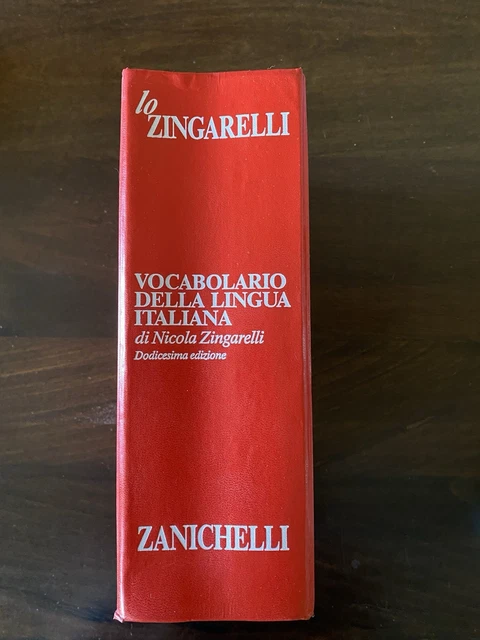 lo
ZINGARELLI
VOCABOLARIO
DELLA LINGUA
ITALIANA
di Nicola Zingarelli
Dodicesima edizione
ZANICHELLI